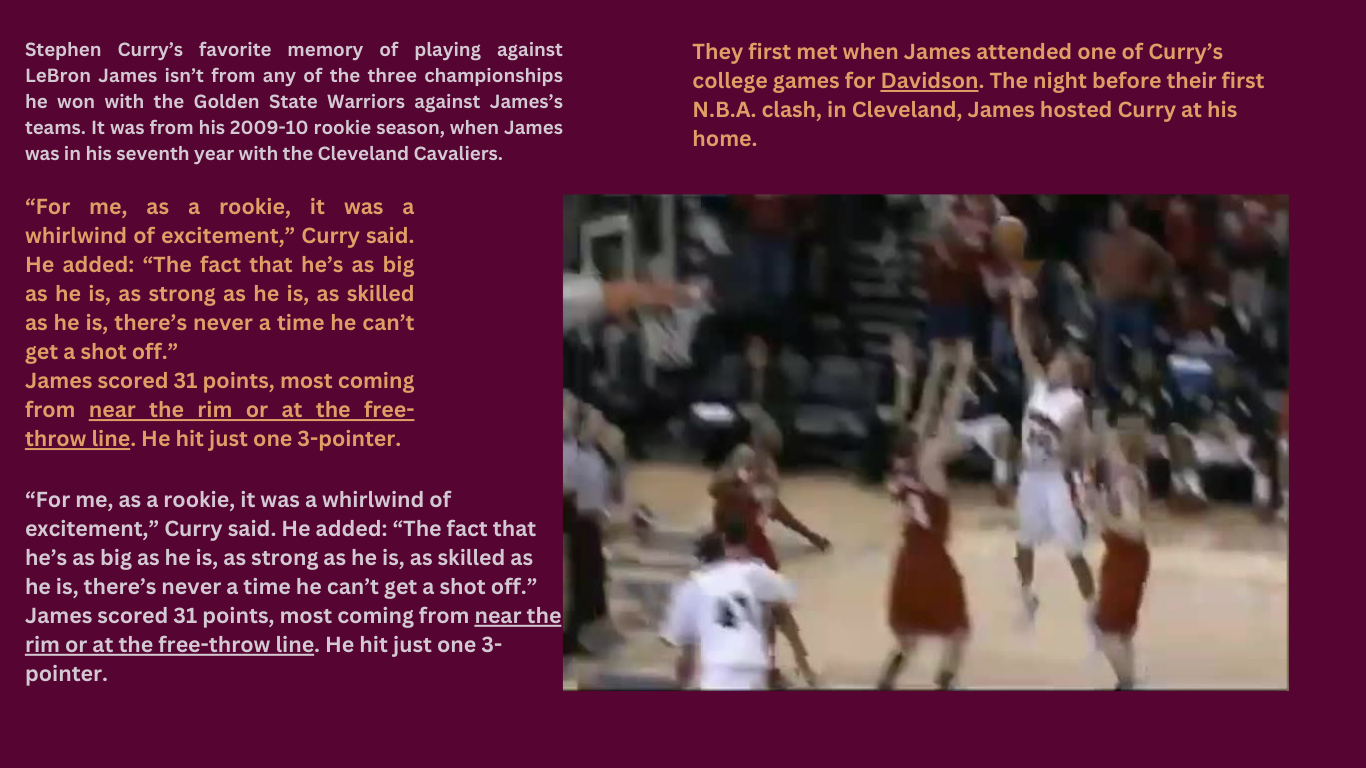 Stephen Curry’s favorite memory of playing against
LeBron James isn’t from any of the three championships
he won with the Golden State Warriors against James’s
teams. It was from his 2009-10 rookie season, when James
was in his seventh year with the Cleveland Cavaliers.
They first met when James attended one of Curry’s
college games for Davidson. The night before their first
N.B.A. clash, in Cleveland, James hosted Curry at his
home.
“For me, as a rookie, it was a
whirlwind of excitement,” Curry said.
He added: “The fact that he’s as big
as he is, as strong as he is, as skilled
as he is, there’s never a time he can’t
get a shot off.”
James scored 31 points, most coming
from near the rim or at the free-
throw line. He hit just one 3-pointer.
“For me, as a rookie, it was a whirlwind of
excitement,” Curry said. He added: “The fact that
he’s as big as he is, as strong as he is, as skilled as
he is, there’s never a time he can’t get a shot off.”
James scored 31 points, most coming from near the
rim or at the free-throw line. He hit just one 3-
pointer.